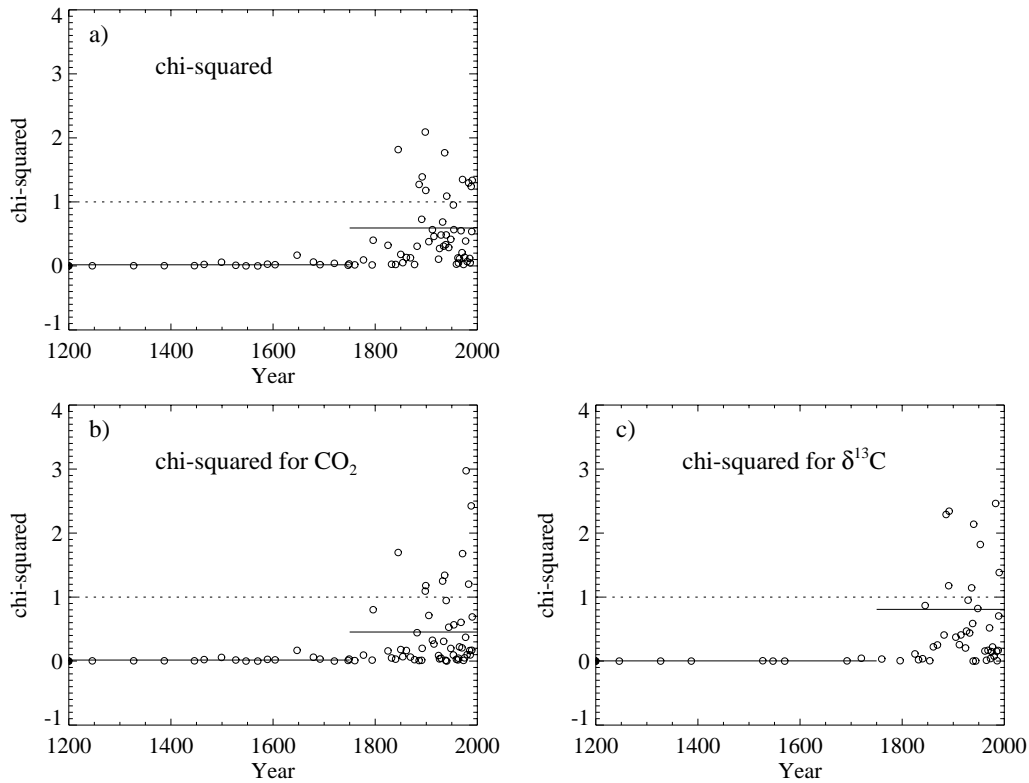 a)
chi-squared
4
3
2
1
0
-1
chi-squared
1200 1400 1600 1800 2000
Year
b)
chi-squared for CO₂
4
3
2
1
0
-1
chi-squared
1200 1400 1600 1800 2000
Year
c)
chi-squared for δ¹³C
4
3
2
1
0
-1
chi-squared
1200 1400 1600 1800 2000
Year